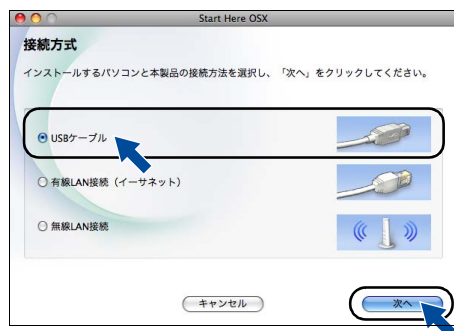 Start Here OSX
接続方式
インストールするパソコンと本製品の接続方法を選択し、「次へ」をクリックしてください。
USBケーブル
有線LAN接続（イーサネット）
無線LAN接続
キャンセル
次へ